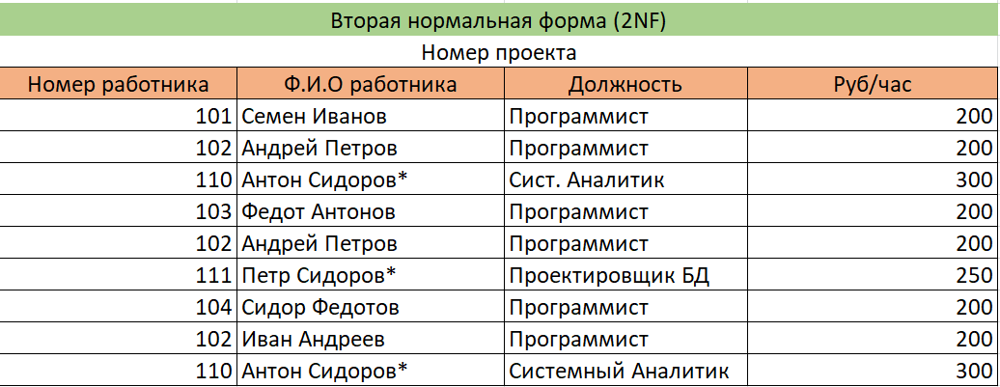 Вторая нормальная форма (2NF)
Номер проекта
Номер работника Ф.И.О работника Должность Руб/час
101 Семен Иванов Программист 200
102 Андрей Петров Программист 200
110 Антон Сидоров* Сист. Аналитик 300
103 Федот Антонов Программист 200
102 Андрей Петров Программист 200
111 Петр Сидоров* Проектировщик БД 250
104 Сидор Федотов Программист 200
102 Иван Андреев Программист 200
110 Антон Сидоров* Системный Аналитик 300